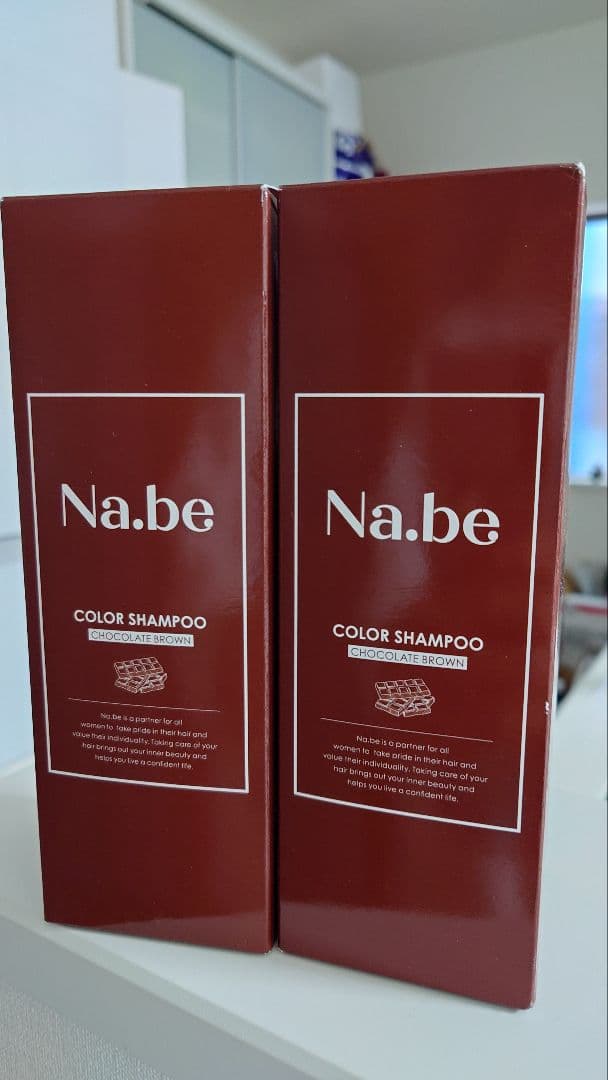 Na.be
COLOR SHAMPOO
CHOCOLATE BROWN
Na.be is a partner for all
women to take pride in their hair and
value their individuality. Taking care of your
hair brings out your inner beauty and
helps you live a confident life.
Na.be
COLOR SHAMPOO
CHOCOLATE BROWN
Na.be is a partner for all
women to take pride in their hair and
value their individuality. Taking care of your
hair brings out your inner beauty and
helps you live a confident life.